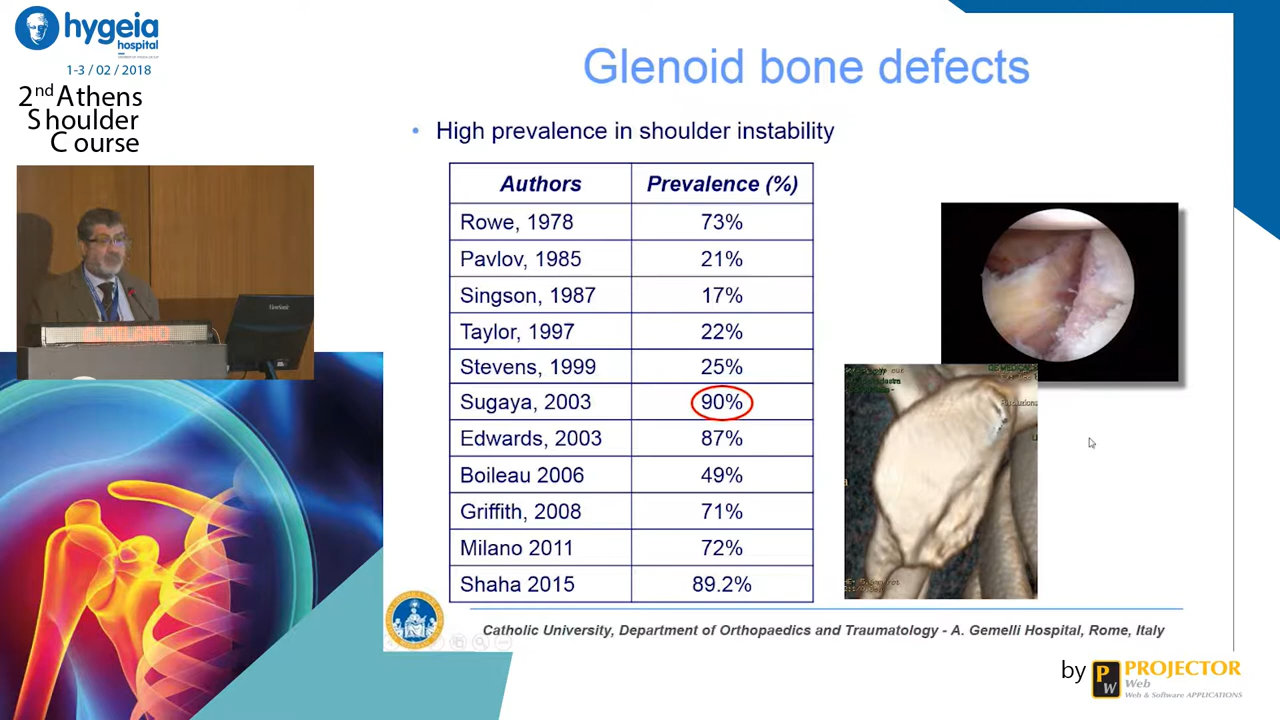 hygeia
hospital
1-3 / 02 / 2018
2nd Athens
Shoulder
Course
Glenoid bone defects
• High prevalence in shoulder instability
Authors Prevalence (%)
Rowe, 1978 73%
Pavlov, 1985 21%
Singson, 1987 17%
Taylor, 1997 22%
Stevens, 1999 25%
Sugaya, 2003 90%
Edwards, 2003 87%
Boileau 2006 49%
Griffith, 2008 71%
Milano 2011 72%
Shaha 2015 89.2%
Catholic University, Department of Orthopaedics and Traumatology - A. Gemelli Hospital, Rome, Italy
by PW PROJECTOR
Web
Web & Software APPLICATIONS
ViewSonic